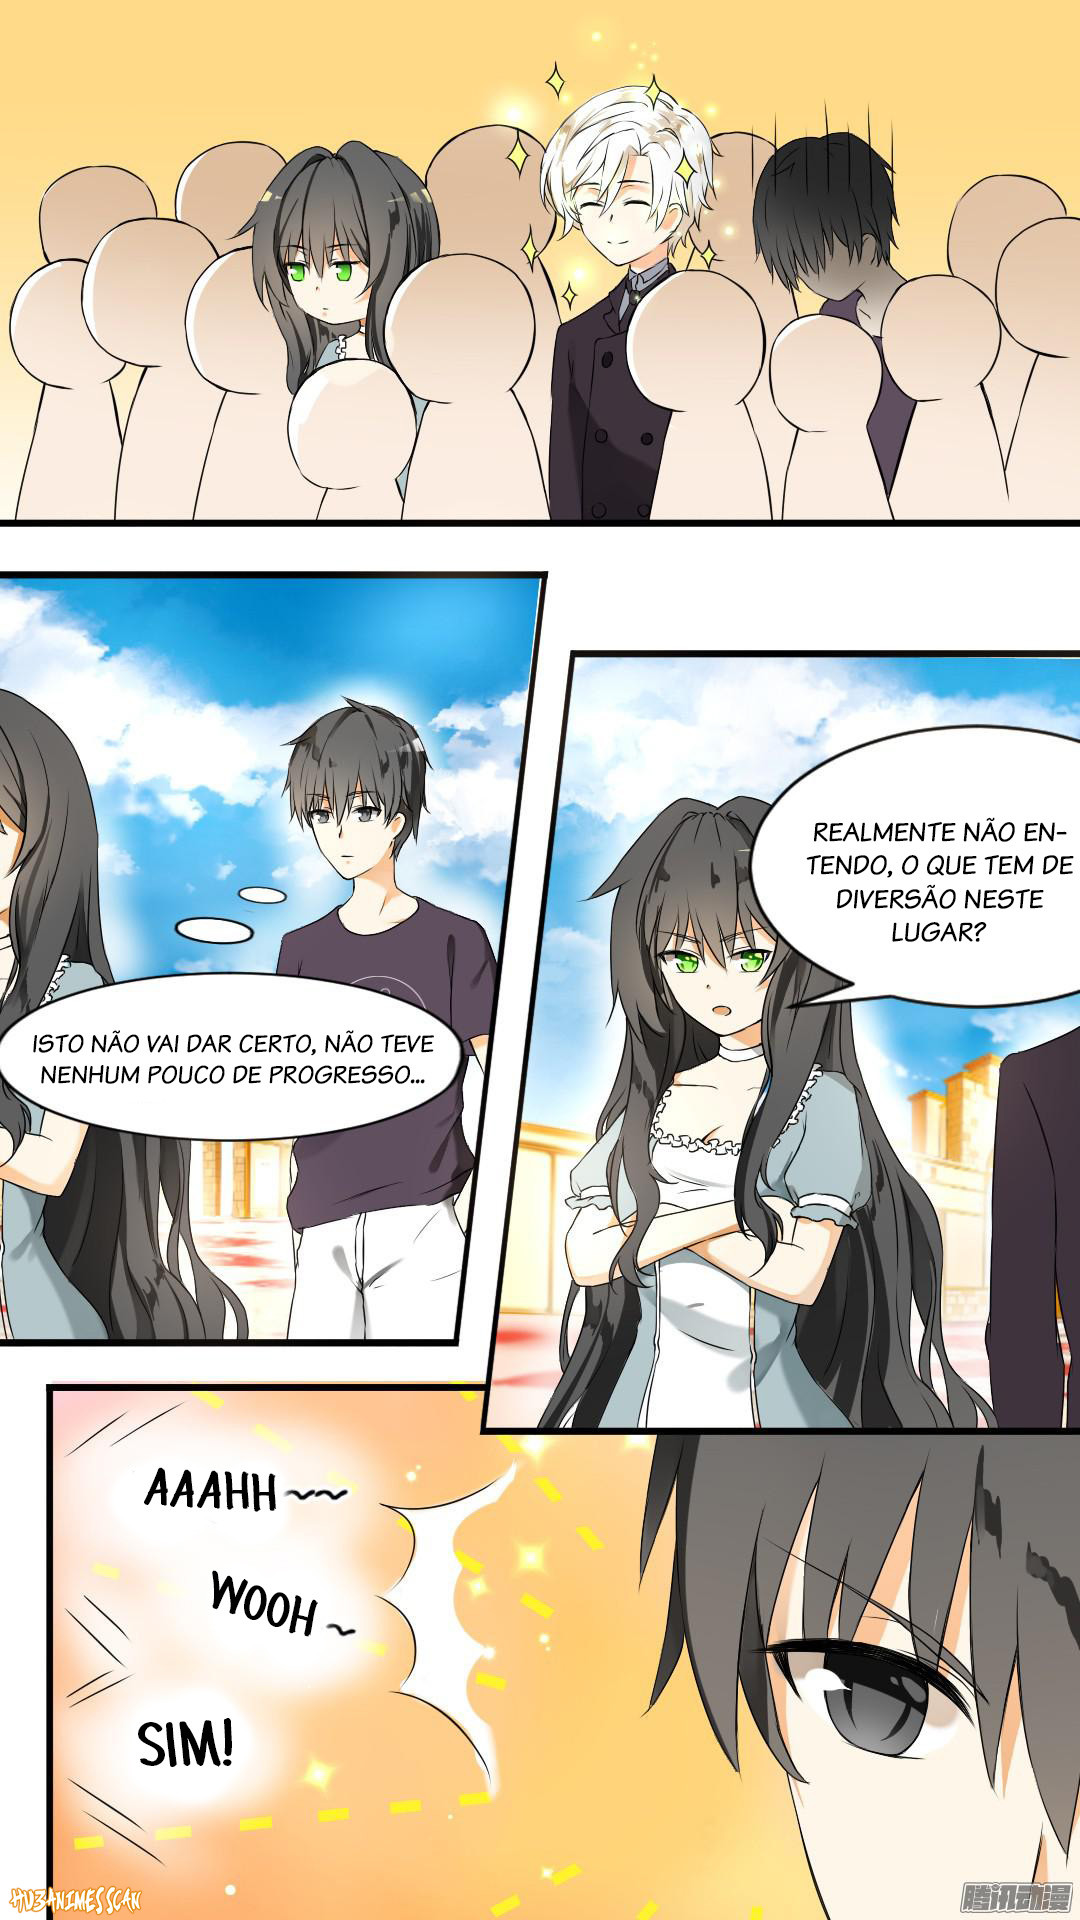 REALMENTE NÃO EN-
TENDO, O QUE TEM DE
DIVERSÃO NESTE
LUGAR?
ISTO NÃO VAI DAR CERTO, NÃO TEVE
NENHUM POUCO DE PROGRESSO...
AAAHH ~~
WOOH ~
SIM!
HU3ANIMESSCAN
腾讯动漫